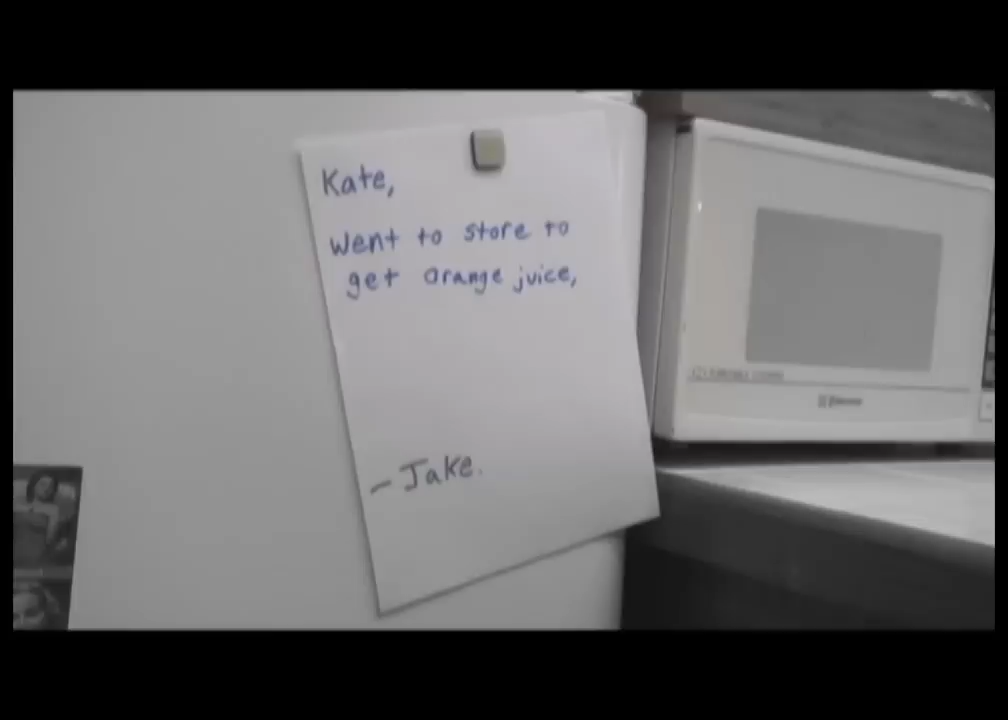 Kate,
Went to store to
get orange juice,
- Jake.